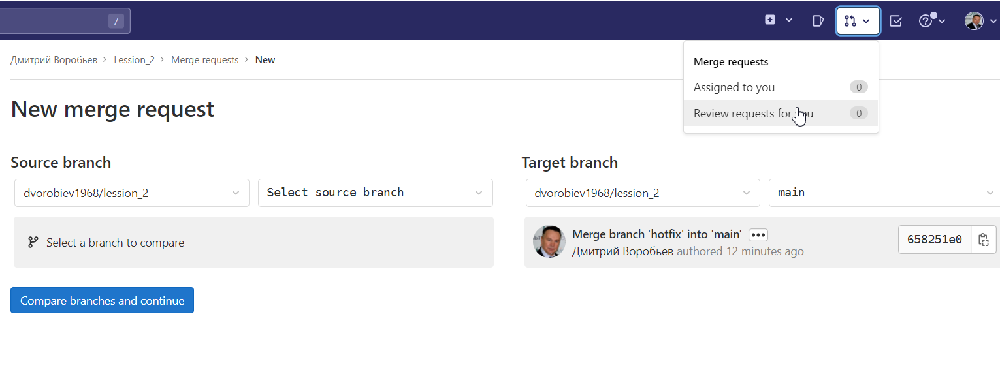 /
Дмитрий Воробьев > Lession_2 > Merge requests > New
Merge requests
Assigned to you 0
Review requests for you 0
New merge request
Source branch
dvorobiev1968/lession_2
Select source branch
Select a branch to compare
Compare branches and continue
Target branch
dvorobiev1968/lession_2
main
Merge branch 'hotfix' into 'main'
Дмитрий Воробьев authored 12 minutes ago
658251e0